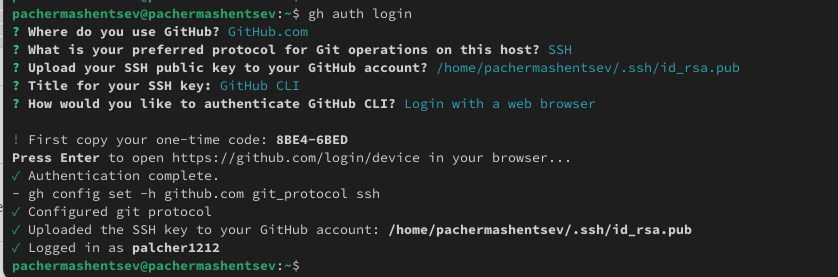 pachermashentsev@pachermashentsev:~$ gh auth login
? Where do you use GitHub? GitHub.com
? What is your preferred protocol for Git operations on this host? SSH
? Upload your SSH public key to your GitHub account? /home/pachermashentsev/.ssh/id_rsa.pub
? Title for your SSH key: GitHub CLI
? How would you like to authenticate GitHub CLI? Login with a web browser
! First copy your one-time code: 8BE4-6BED
Press Enter to open https://github.com/login/device in your browser...
✓ Authentication complete.
- gh config set -h github.com git_protocol ssh
✓ Configured git protocol
✓ Uploaded the SSH key to your GitHub account: /home/pachermashentsev/.ssh/id_rsa.pub
✓ Logged in as palcher1212
pachermashentsev@pachermashentsev:~$